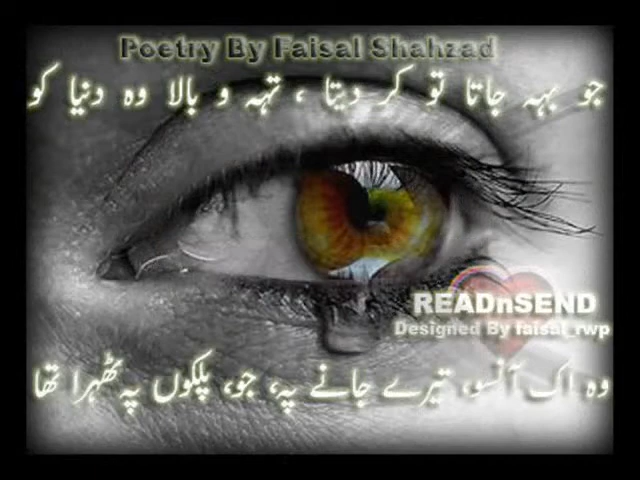 Poetry By Faisal Shahzad
جو بہہ جاتا تو کر دیتا ، تہہ و بالا وہ دنیا کو
READnSEND
Designed By faisal_rwp
وہ اک آنسو، تیرے جانے پہ، جو، پلکوں پہ ٹھہرا تھا